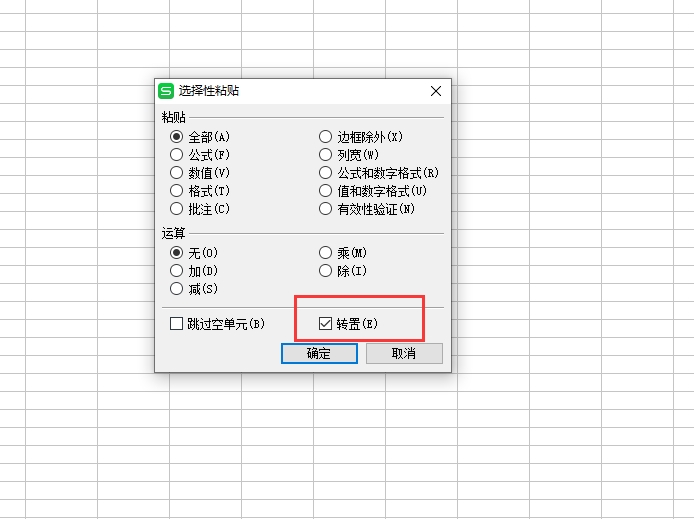 选择性粘贴
粘贴
全部(A) 边框除外(X)
公式(F) 列宽(W)
数值(V) 公式和数字格式(R)
格式(T) 值和数字格式(U)
批注(C) 有效性验证(N)
运算
无(O) 乘(M)
加(D) 除(I)
减(S)
跳过空单元(B) 转置(E)
确定 取消